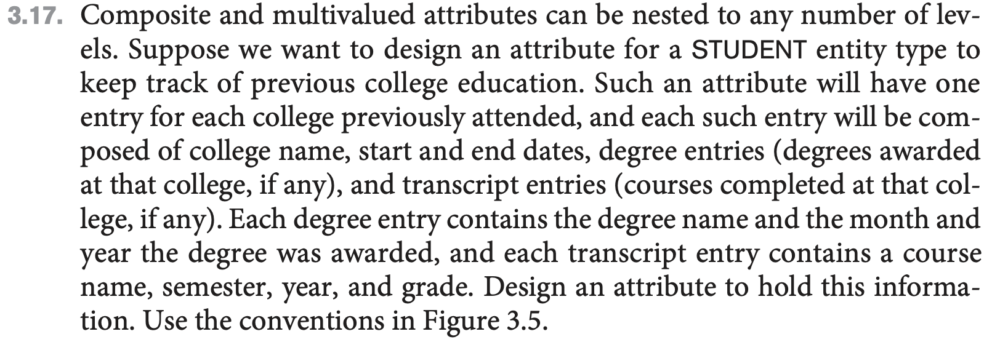 3.17. Composite and multivalued attributes can be nested to any number of lev-
els. Suppose we want to design an attribute for a STUDENT entity type to
keep track of previous college education. Such an attribute will have one
entry for each college previously attended, and each such entry will be com-
posed of college name, start and end dates, degree entries (degrees awarded
at that college, if any), and transcript entries (courses completed at that col-
lege, if any). Each degree entry contains the degree name and the month and
year the degree was awarded, and each transcript entry contains a course
name, semester, year, and grade. Design an attribute to hold this informa-
tion. Use the conventions in Figure 3.5.